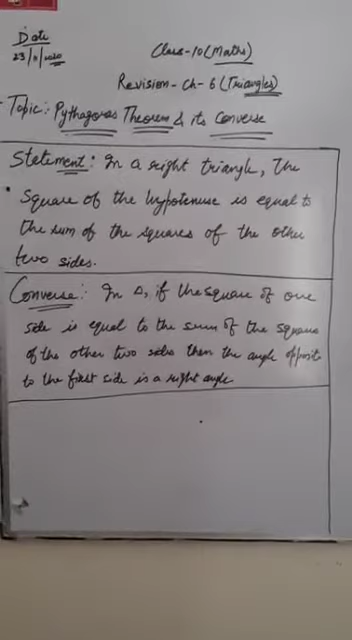 Date
23/11/2020
Class-10 (Maths)
Revision - Ch-6 (Triangles)
Topic: Pythagoras Theorem & its Converse
Statement: In a right triangle, the
square of the hypotenuse is equal to
the sum of the squares of the other
two sides.
Converse: In Δ, if the square of one
side is equal to the sum of the square
of the other two sides then the angle opposite
to the first side is a right angle.